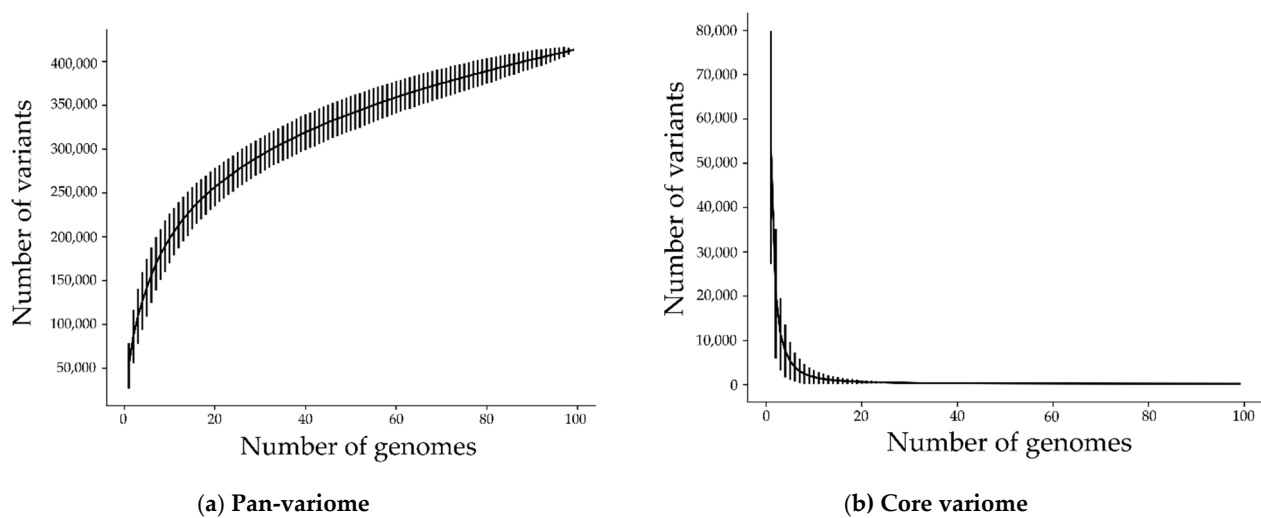 Number of variants
400,000
350,000
300,000
250,000
200,000
150,000
100,000
50,000
0 20 40 60 80 100
Number of genomes
(a) Pan-variome
Number of variants
80,000
70,000
60,000
50,000
40,000
30,000
20,000
10,000
0
0 20 40 60 80 100
Number of genomes
(b) Core variome